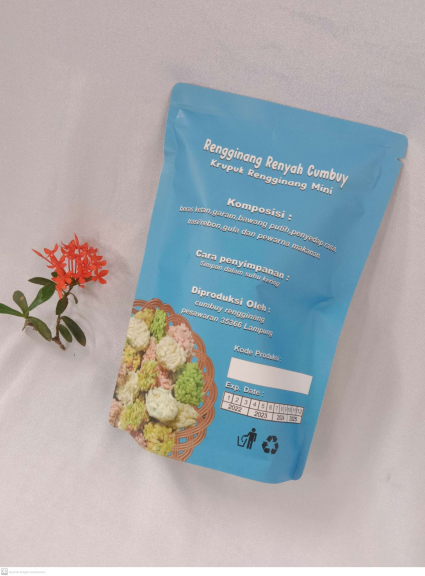 Rengginang Renyah Cumbuy
Krupuk Rengginang Mini
Komposisi :
beras ketan,garam,bawang putih,penyedap rasa,
terasi rebon,gula dan pewarna makanan.
Cara penyimpanan :
Simpan dalam suhu kering
Diproduksi Oleh :
cumbuy rengginang
pesawaran 35366 Lampung
Kode Produksi :
Exp. Date :
1 2 3 4 5 6 7 8 9 10 11 12
2022 2023 2024 2025